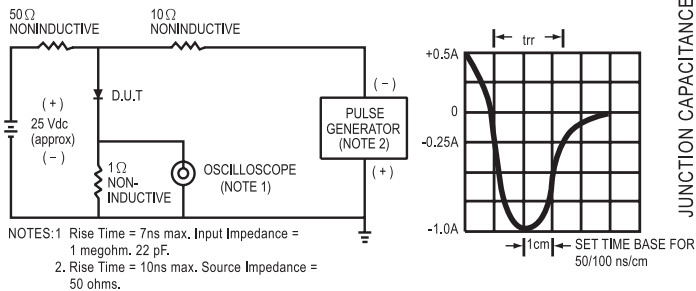 50Ω
NONINDUCTIVE
10Ω
NONINDUCTIVE
D.U.T
(+)
25 Vdc
(approx)
(−)
1Ω
NON-
INDUCTIVE
OSCILLOSCOPE
(NOTE 1)
(−)
PULSE
GENERATOR
(NOTE 2)
(+)
NOTES:1 Rise Time = 7ns max. Input Impedance =
1 megohm. 22 pF.
2. Rise Time = 10ns max. Source Impedance =
50 ohms.
trr
+0.5A
0
-0.25A
-1.0A
1cm
SET TIME BASE FOR
50/100 ns/cm
JUNCTION CAPACITANCE